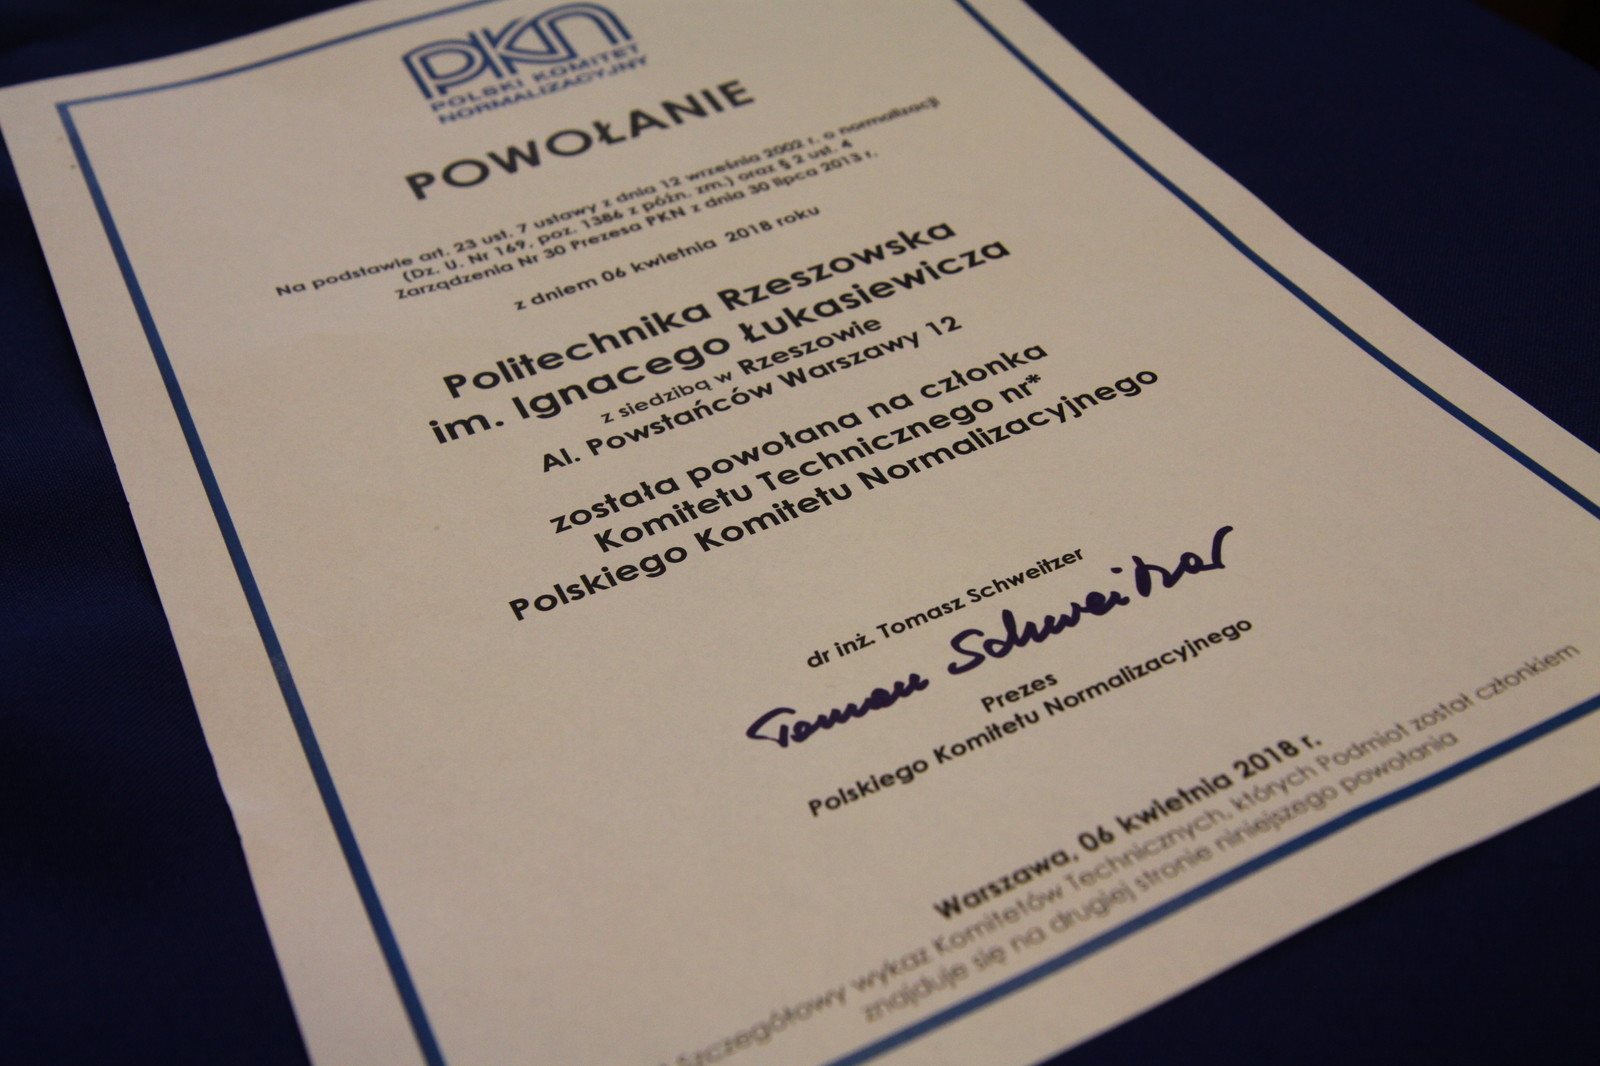 PKN
POLSKI KOMITET
NORMALIZACYJNY
POWOŁANIE
Na podstawie art. 23 ust. 7 ustawy z dnia 12 września 2002 r. o normalizacji
(Dz. U. Nr 169, poz. 1386 z późn. zm.) oraz § 2 ust. 4
Zarządzenia Nr 30 Prezesa PKN z dnia 30 lipca 2013 r.
z dniem 06 kwietnia 2018 roku
Politechnika Rzeszowska
im. Ignacego Łukasiewicza
z siedzibą w Rzeszowie
Al. Powstańców Warszawy 12
została powołana na członka
Komitetu Technicznego nr*
Polskiego Komitetu Normalizacyjnego
dr inż. Tomasz Schweitzer
Tomasz Schweitzer
Prezes
Polskiego Komitetu Normalizacyjnego
Warszawa, 06 kwietnia 2018 r.
Szczegółowy wykaz Komitetów Technicznych, których Podmiot został członkiem
znajduje się na drugiej stronie niniejszego powołania